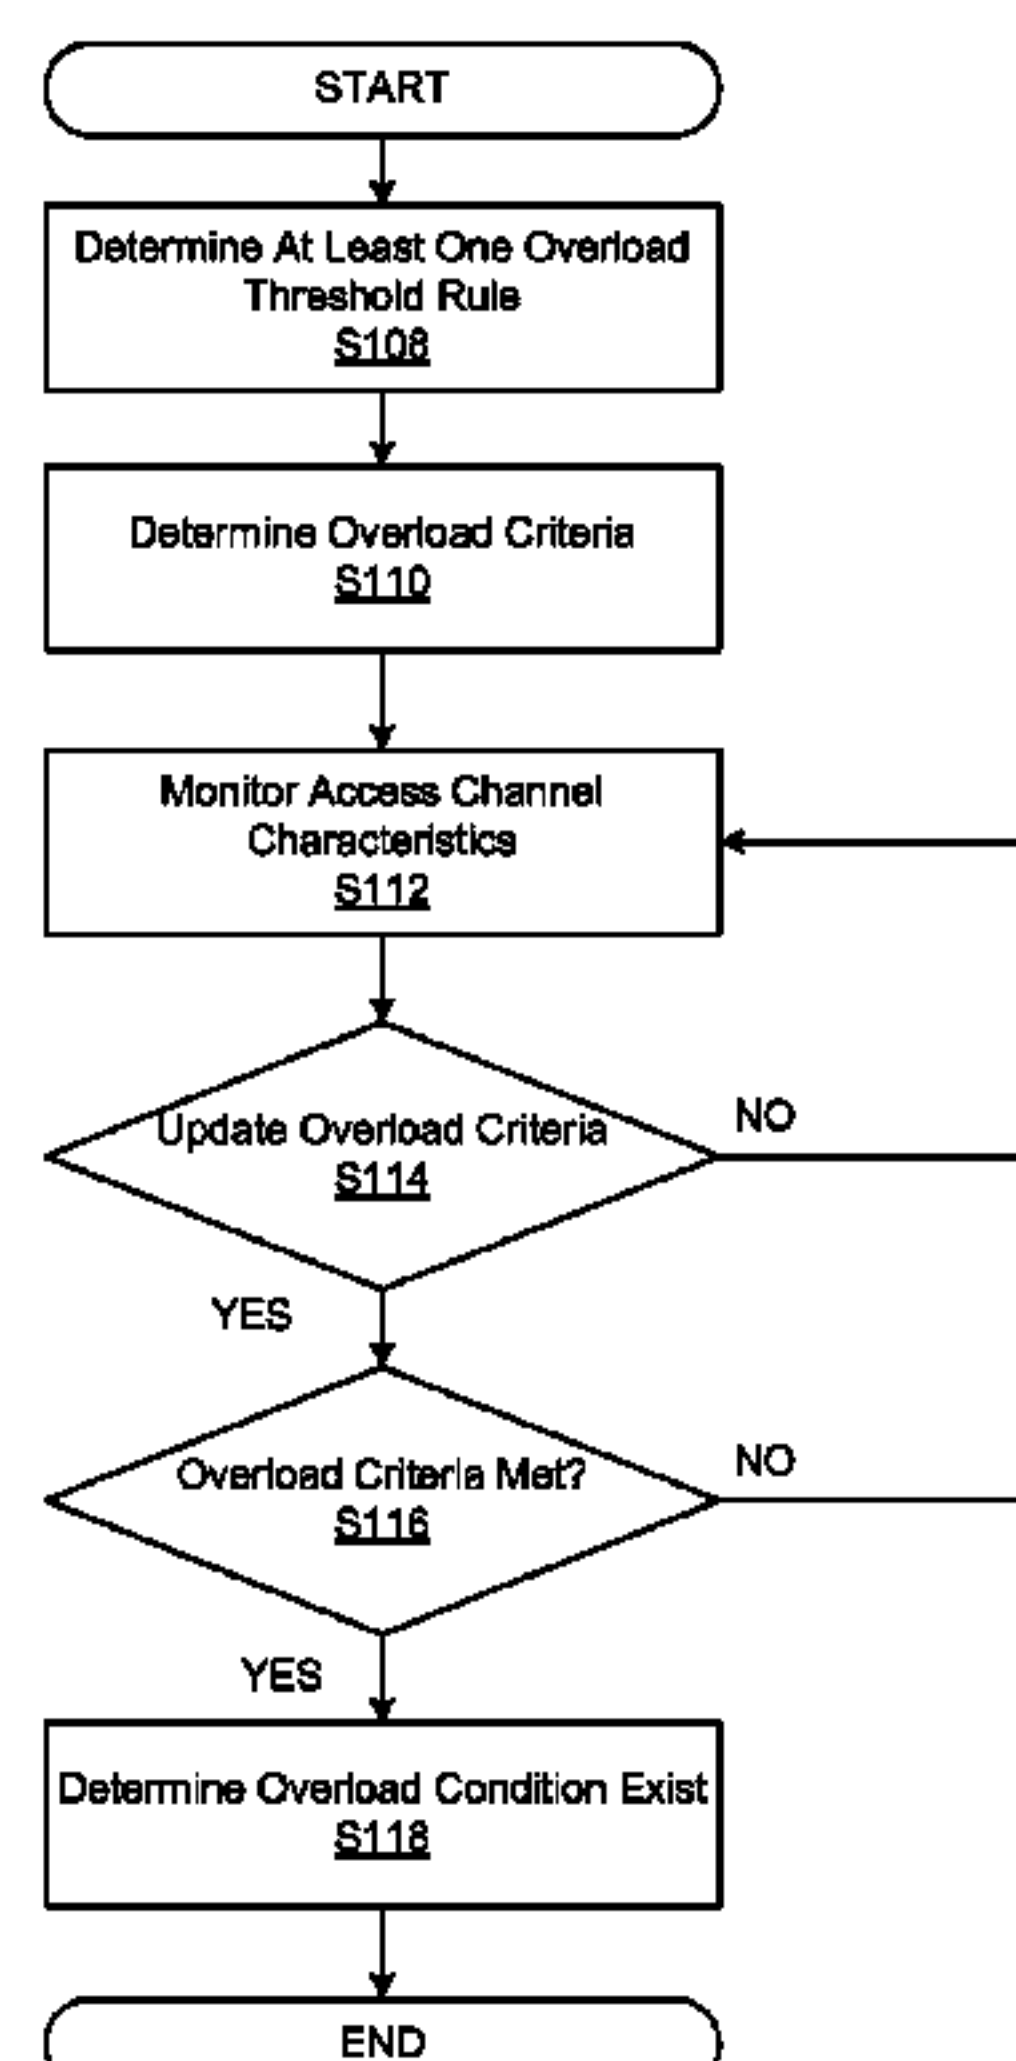 START
Determine At Least One Overload
Threshold Rule
S108
Determine Overload Criteria
S110
Monitor Access Channel
Characteristics
S112
Update Overload Criteria
S114
NO
YES
Overload Criteria Met?
S116
NO
YES
Determine Overload Condition Exist
S118
END